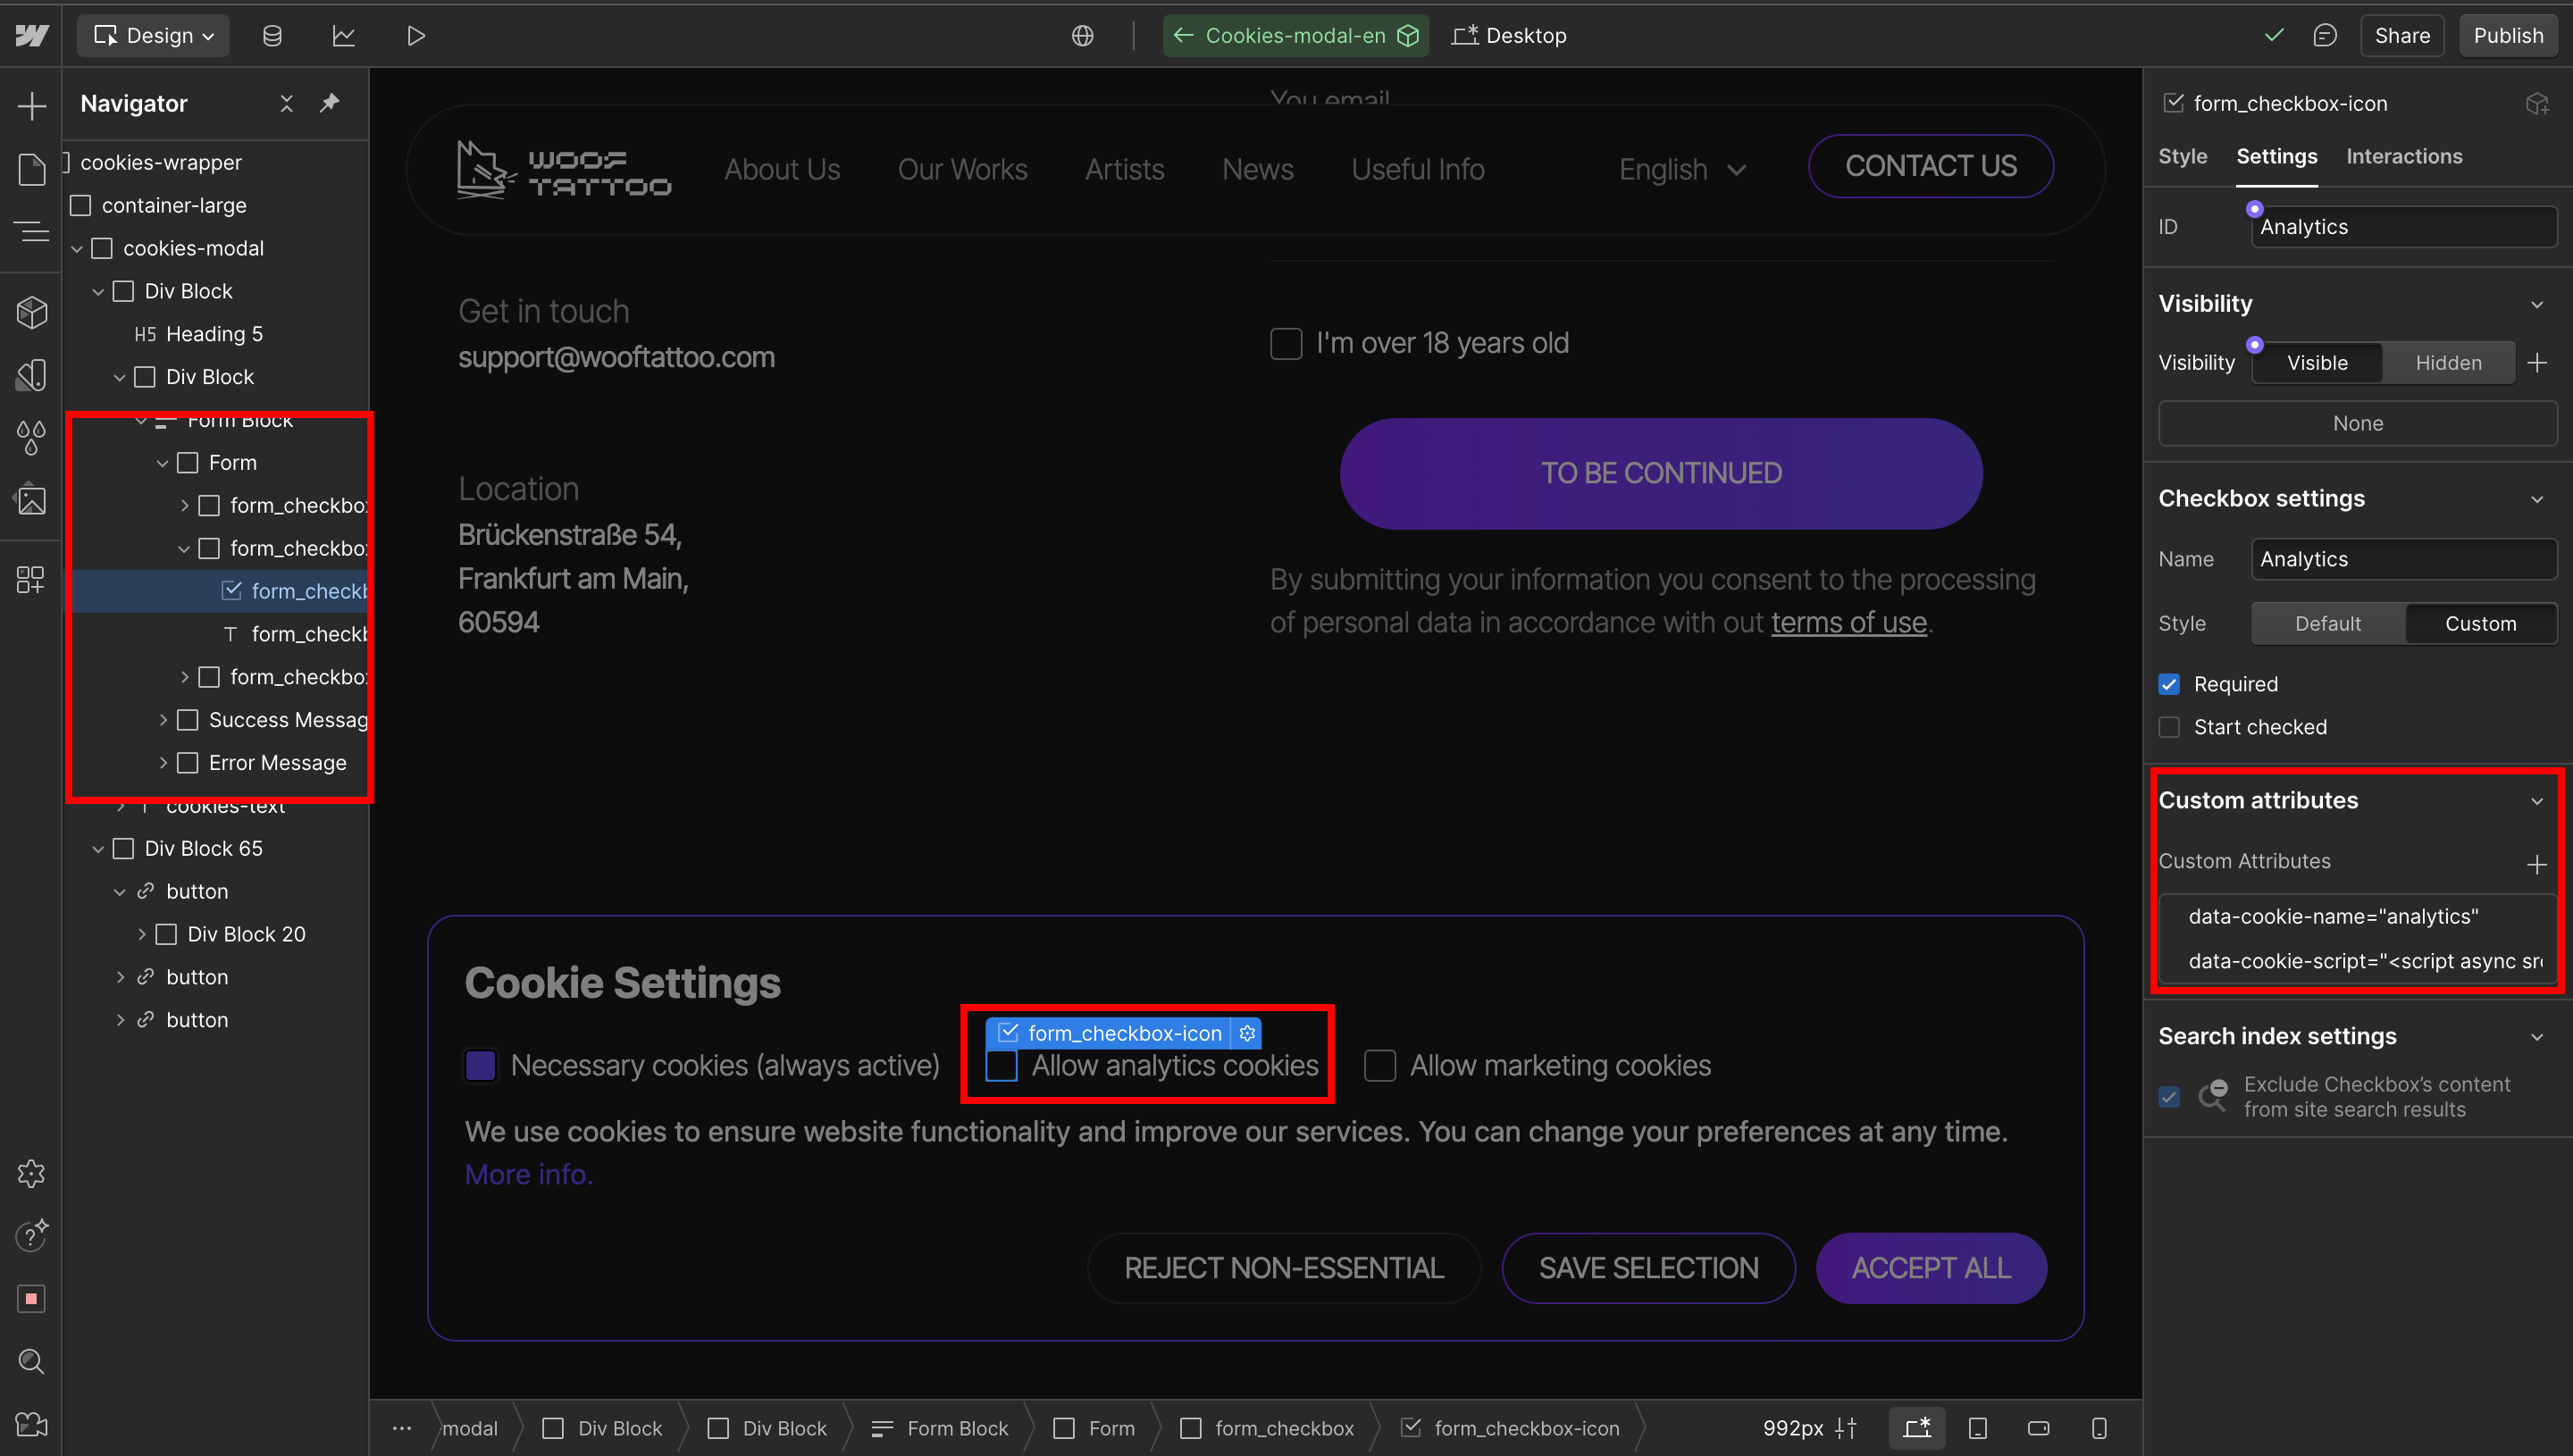 Design
Cookies-modal-en
Desktop
Share
Publish
Navigator
cookies-wrapper
container-large
cookies-modal
Div Block
H5 Heading 5
Div Block
Form Block
Form
form_checkbox
form_checkbox
form_checkb
T form_checkb
form_checkbox
Success Messag
Error Message
cookies-text
Div Block 65
button
Div Block 20
button
button
You email
WOOF
TATTOO
About Us
Our Works
Artists
News
Useful Info
English
CONTACT US
Get in touch
support@wooftattoo.com
I'm over 18 years old
TO BE CONTINUED
Location
Brückenstraße 54,
Frankfurt am Main,
60594
By submitting your information you consent to the processing
of personal data in accordance with out terms of use.
Cookie Settings
form_checkbox-icon
Necessary cookies (always active)
Allow analytics cookies
Allow marketing cookies
We use cookies to ensure website functionality and improve our services. You can change your preferences at any time.
More info.
REJECT NON-ESSENTIAL
SAVE SELECTION
ACCEPT ALL
... modal
Div Block
Div Block
Form Block
Form
form_checkbox
form_checkbox-icon
992px
form_checkbox-icon
Style
Settings
Interactions
ID
Analytics
Visibility
Visibility
Visible
Hidden
None
Checkbox settings
Name
Analytics
Style
Default
Custom
Required
Start checked
Custom attributes
Custom Attributes
data-cookie-name="analytics"
data-cookie-script="<script async src
Search index settings
Exclude Checkbox's content
from site search results